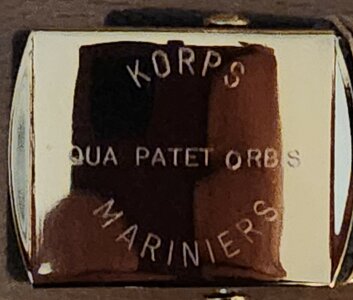 KORPS
QUA PATET ORBIS
MARINIERS